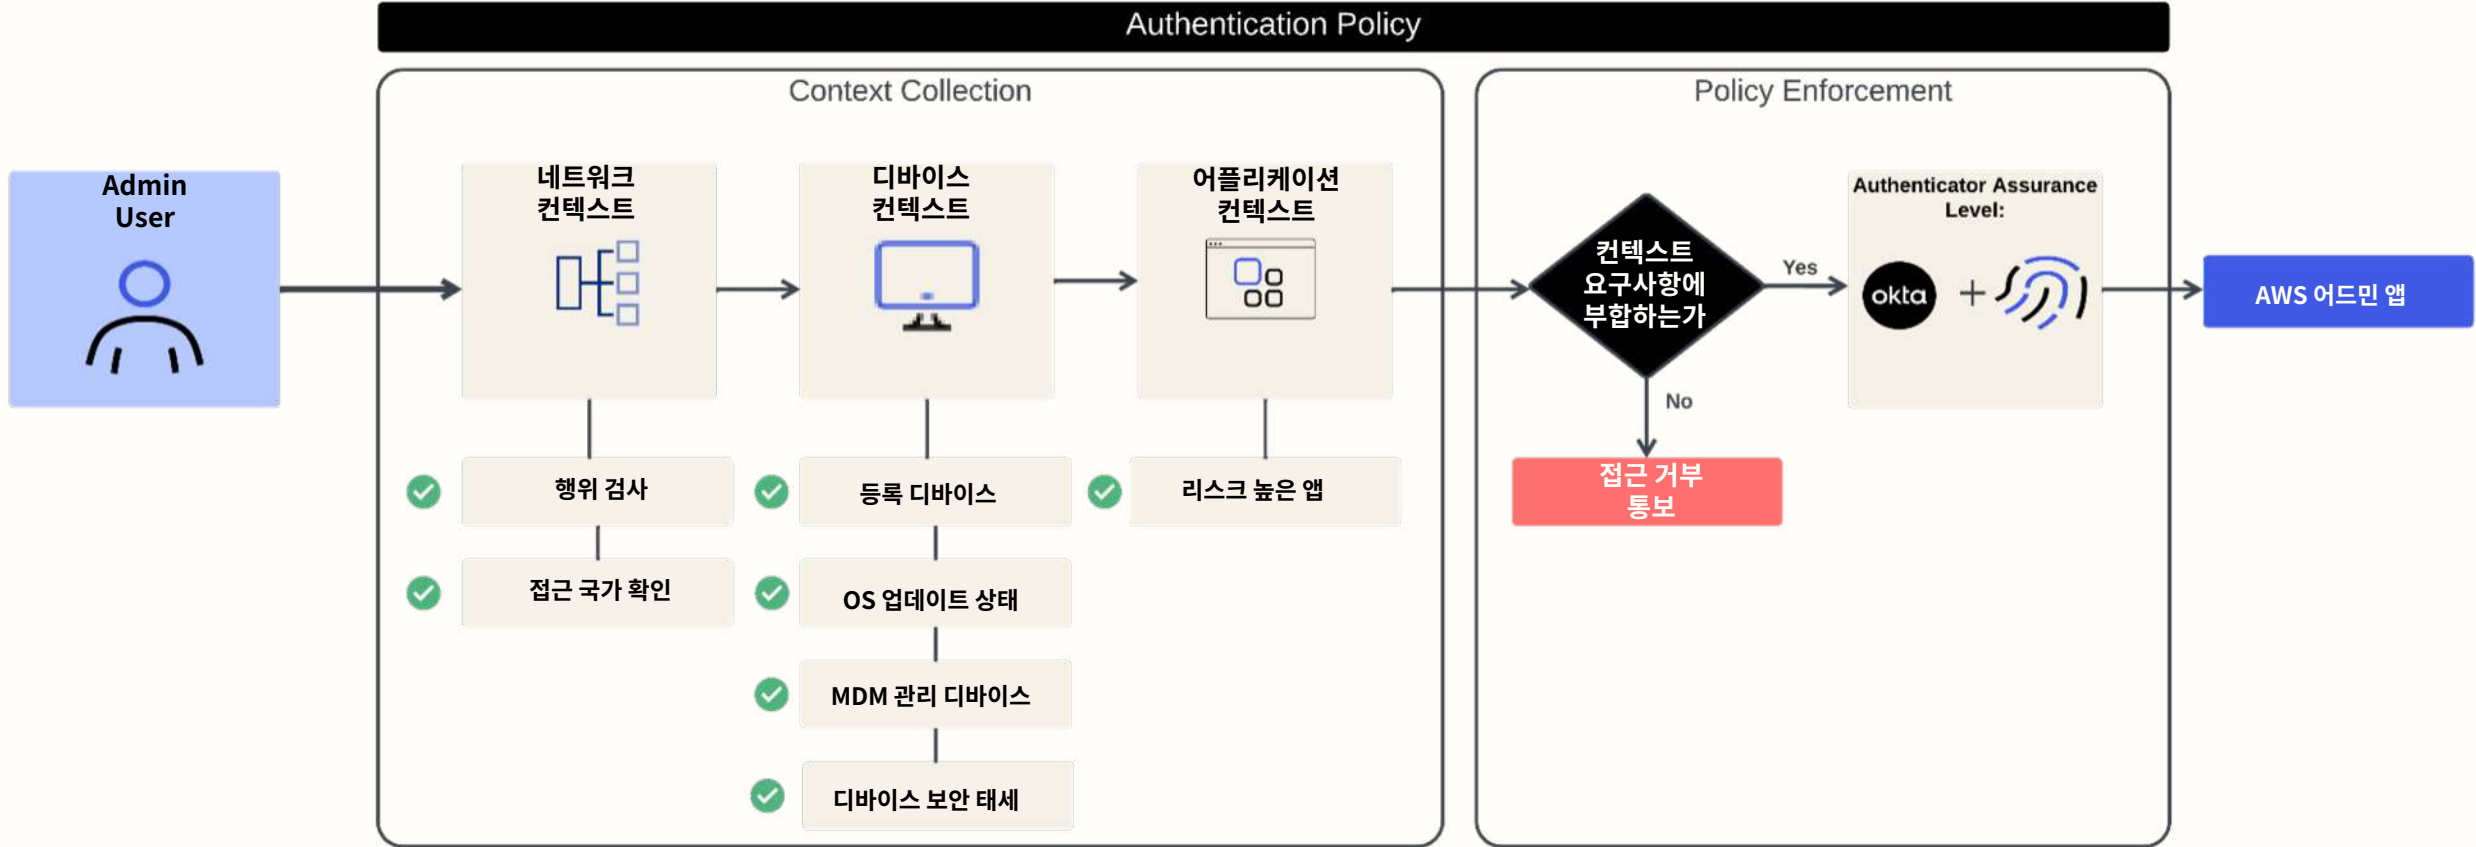 Authentication Policy
Context Collection
Policy Enforcement
Admin
User
네트워크
컨텍스트
디바이스
컨텍스트
어플리케이션
컨텍스트
컨텍스트
요구사항에
부합하는가
Yes
No
Authenticator Assurance
Level:
okta
+
AWS 어드민 앱
접근 거부
통보
행위 검사
접근 국가 확인
등록 디바이스
OS 업데이트 상태
MDM 관리 디바이스
디바이스 보안 태세
리스크 높은 앱